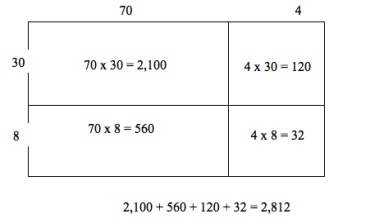 70 4
30 70 x 30 = 2,100 4 x 30 = 120
8 70 x 8 = 560 4 x 8 = 32
2,100 + 560 + 120 + 32 = 2,812